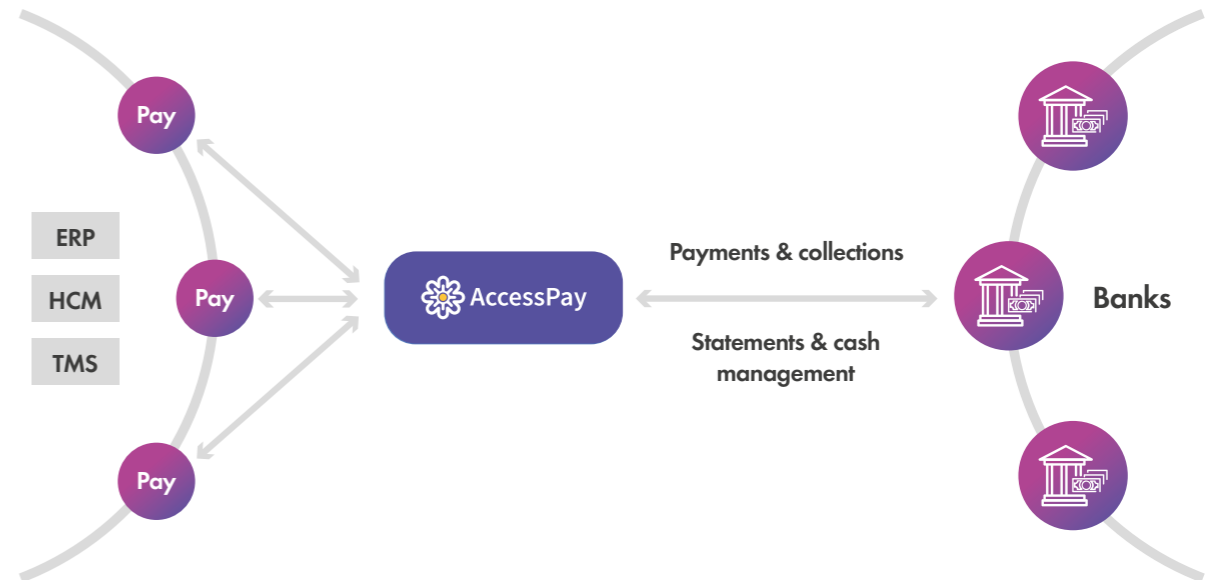 Pay
ERP
HCM
TMS
Pay
Pay
AccessPay
Payments & collections
Statements & cash
management
Banks